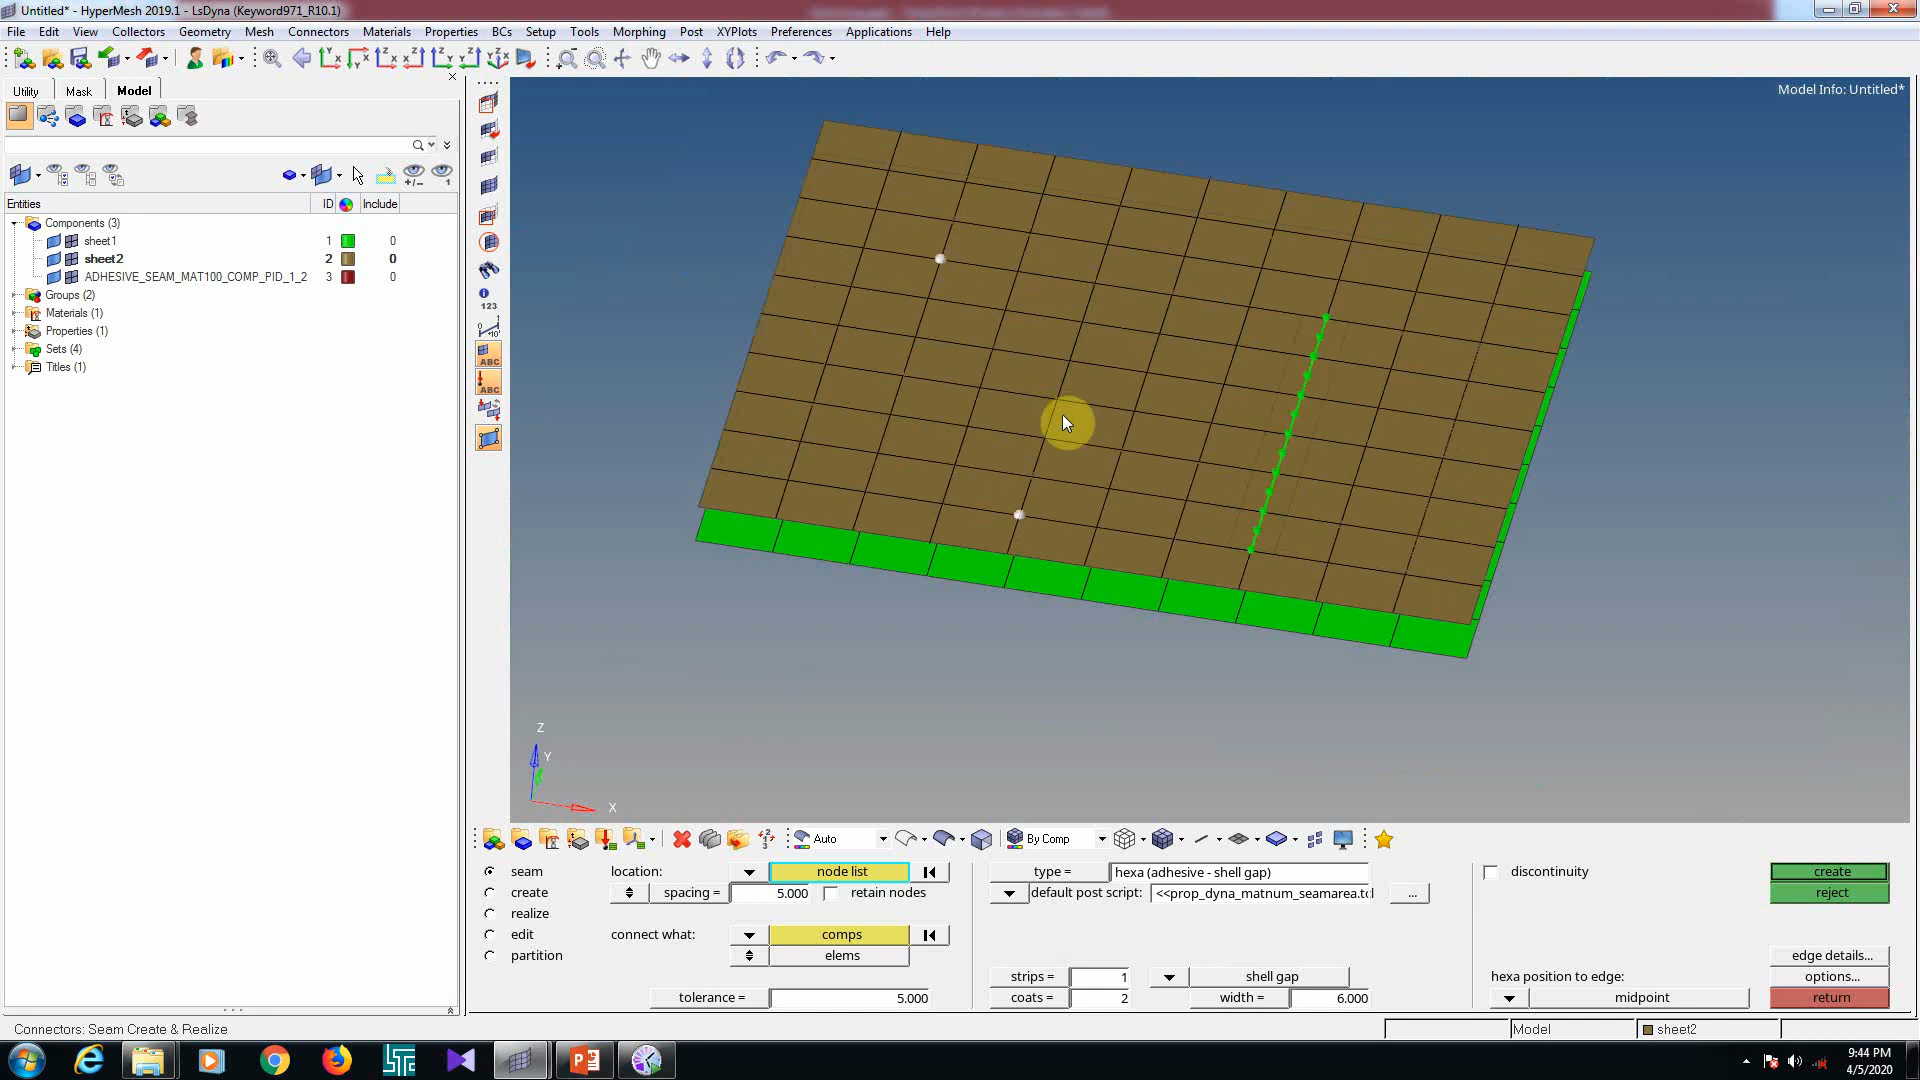 Untitled* - HyperMesh 2019.1 - LsDyna (Keyword971_R10.1)
File Edit View Collectors Geometry Mesh Connectors Materials Properties BCs Setup Tools Morphing Post XYPlots Preferences Applications Help
Utility Mask Model
Model Info: Untitled*
Entities ID Include
Components (3)
sheet1 1 0
sheet2 2 0
ADHESIVE_SEAM_MAT100_COMP_PID_1_2 3 0
Groups (2)
Materials (1)
Properties (1)
Sets (4)
Titles (1)
123
ABC
ABC
Z
Y
X
Auto By Comp
seam location: node list type = hexa (adhesive - shell gap) discontinuity create
create spacing = 5.000 retain nodes default post script: <<prop_dyna_matnum_seamarea.tcl ... reject
realize
edit connect what: comps
partition elems edge details...
strips = 1 shell gap hexa position to edge: options...
tolerance = 5.000 coats = 2 width = 6.000 midpoint return
Connectors: Seam Create & Realize Model sheet2
9:44 PM
4/5/2020